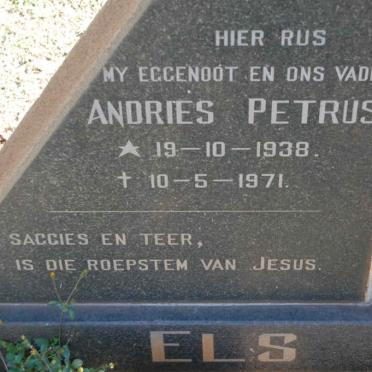 HIER RUS
MY EGGENOOT EN ONS VADE
ANDRIES PETRUS
★ 19-10-1938.
† 10-5-1971.
SAGGIES EN TEER,
IS DIE ROEPSTEM VAN JESUS.
ELS